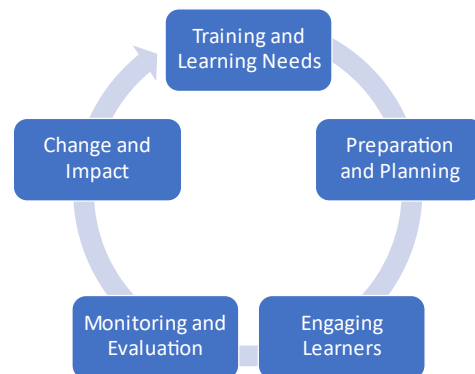 Training and
Learning Needs
Preparation
and Planning
Engaging
Learners
Monitoring and
Evaluation
Change and
Impact